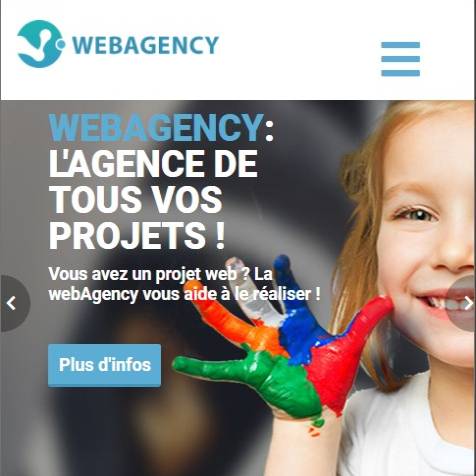 WEBAGENCY
WEBAGENCY:
L'AGENCE DE
TOUS VOS
PROJETS !
Vous avez un projet web ? La
webAgency vous aide à le réaliser !
Plus d'infos